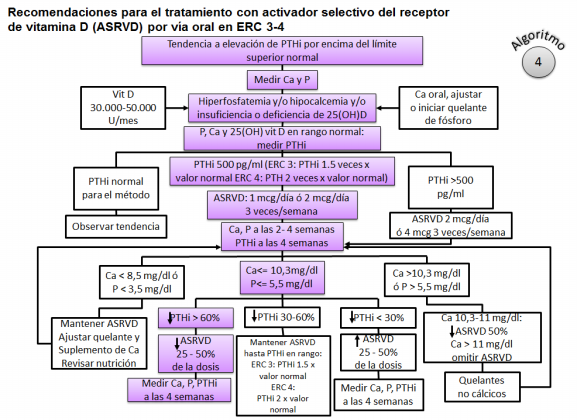 Recomendaciones para el tratamiento con activador selectivo del receptor
de vitamina D (ASRVD) por via oral en ERC 3-4
Algoritmo
4
Tendencia a elevación de PTHi por encima del límite
superior normal
Medir Ca y P
Vit D
30.000-50.000
U/mes
Hiperfosfatemia y/o hipocalcemia y/o
insuficiencia o deficiencia de 25(OH)D
Ca oral, ajustar
o iniciar quelante
de fósforo
P, Ca y 25(OH) vit D en rango normal:
medir PTHi
PTHi normal
para el método
PTHi 500 pg/ml (ERC 3: PTHi 1.5 veces x
valor normal ERC 4: PTH 2 veces x valor normal)
PTHi >500
pg/ml
Observar tendencia
ASRVD: 1 mcg/día ó 2 mcg/día
3 veces/semana
ASRVD 2 mcg/día
ó 4 mcg 3 veces/semana
Ca, P a las 2- 4 semanas
PTHi a las 4 semanas
Ca < 8,5 mg/dl ó
P < 3,5 mg/dl
Ca<= 10,3mg/dl
P<= 5,5 mg/dl
Ca >10,3 mg/dl
ó P > 5,5 mg/dl
Mantener ASRVD
Ajustar quelante y
Suplemento de Ca
Revisar nutrición
PTHi > 60%
PTHi 30-60%
PTHi < 30%
Ca 10,3-11 mg/dl:
ASRVD 50%
Ca > 11 mg/dl
omitir ASRVD
ASRVD
25 - 50%
de la dosis
Mantener ASRVD
hasta PTHi en rango:
ERC 3: PTHi 1.5 x
valor normal
ERC 4:
PTHi 2 x valor
normal
ASRVD
25 - 50%
de la dosis
Medir Ca, P, PTHi
a las 4 semanas
Medir Ca, P, PTHi
a las 4 semanas
Quelantes
no cálcicos